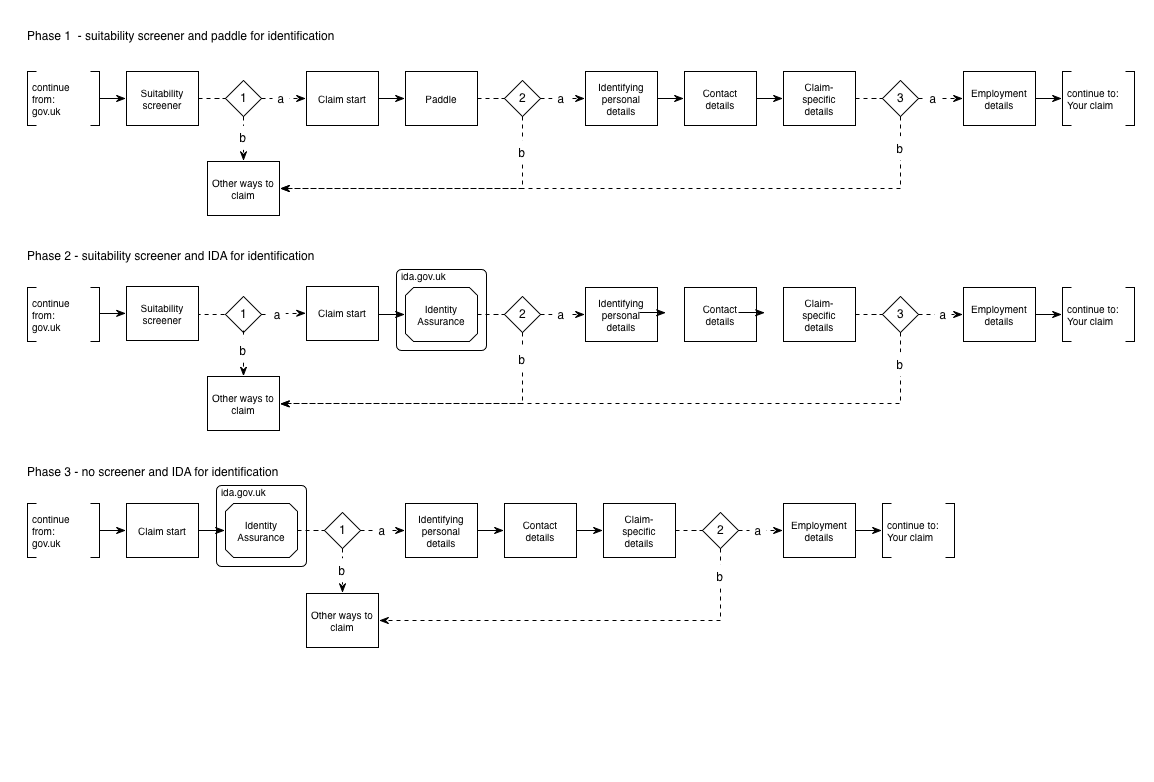 Phase 1  - suitability screener and paddle for identification
continue
from:
gov.uk
Suitability
screener
1
a
Claim start
Paddle
2
a
Identifying
personal
details
Contact
details
Claim-
specific
details
3
a
Employment
details
continue to:
Your claim
b
b
b
Other ways to
claim
Phase 2 - suitability screener and IDA for identification
continue
from:
gov.uk
Suitability
screener
1
a
Claim start
ida.gov.uk
Identity
Assurance
2
a
Identifying
personal
details
Contact
details
Claim-
specific
details
3
a
Employment
details
continue to:
Your claim
b
b
b
Other ways to
claim
Phase 3 - no screener and IDA for identification
continue
from:
gov.uk
Claim start
ida.gov.uk
Identity
Assurance
1
a
Identifying
personal
details
Contact
details
Claim-
specific
details
2
a
Employment
details
continue to:
Your claim
b
b
Other ways to
claim